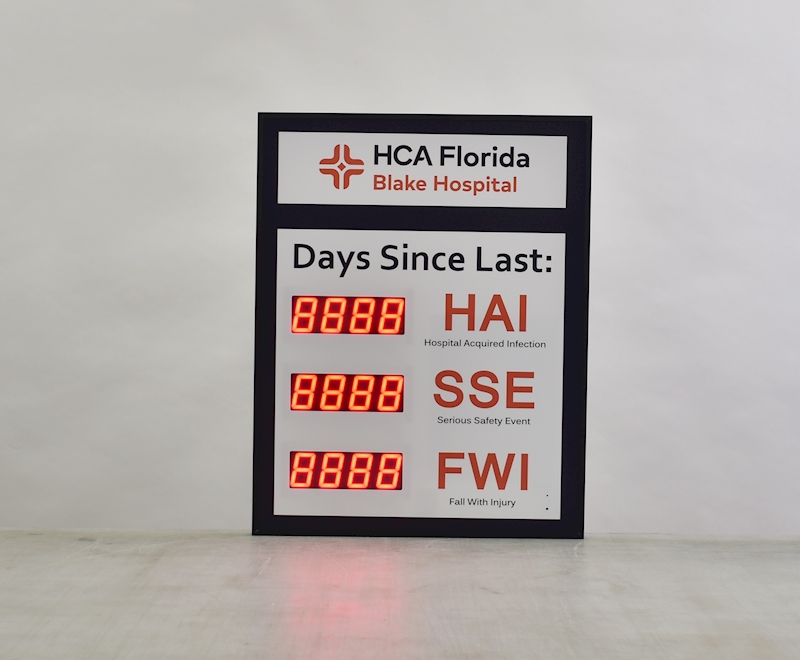 HCA Florida
Blake Hospital
Days Since Last:
8888 HAI
Hospital Acquired Infection
8888 SSE
Serious Safety Event
8888 FWI
Fall With Injury